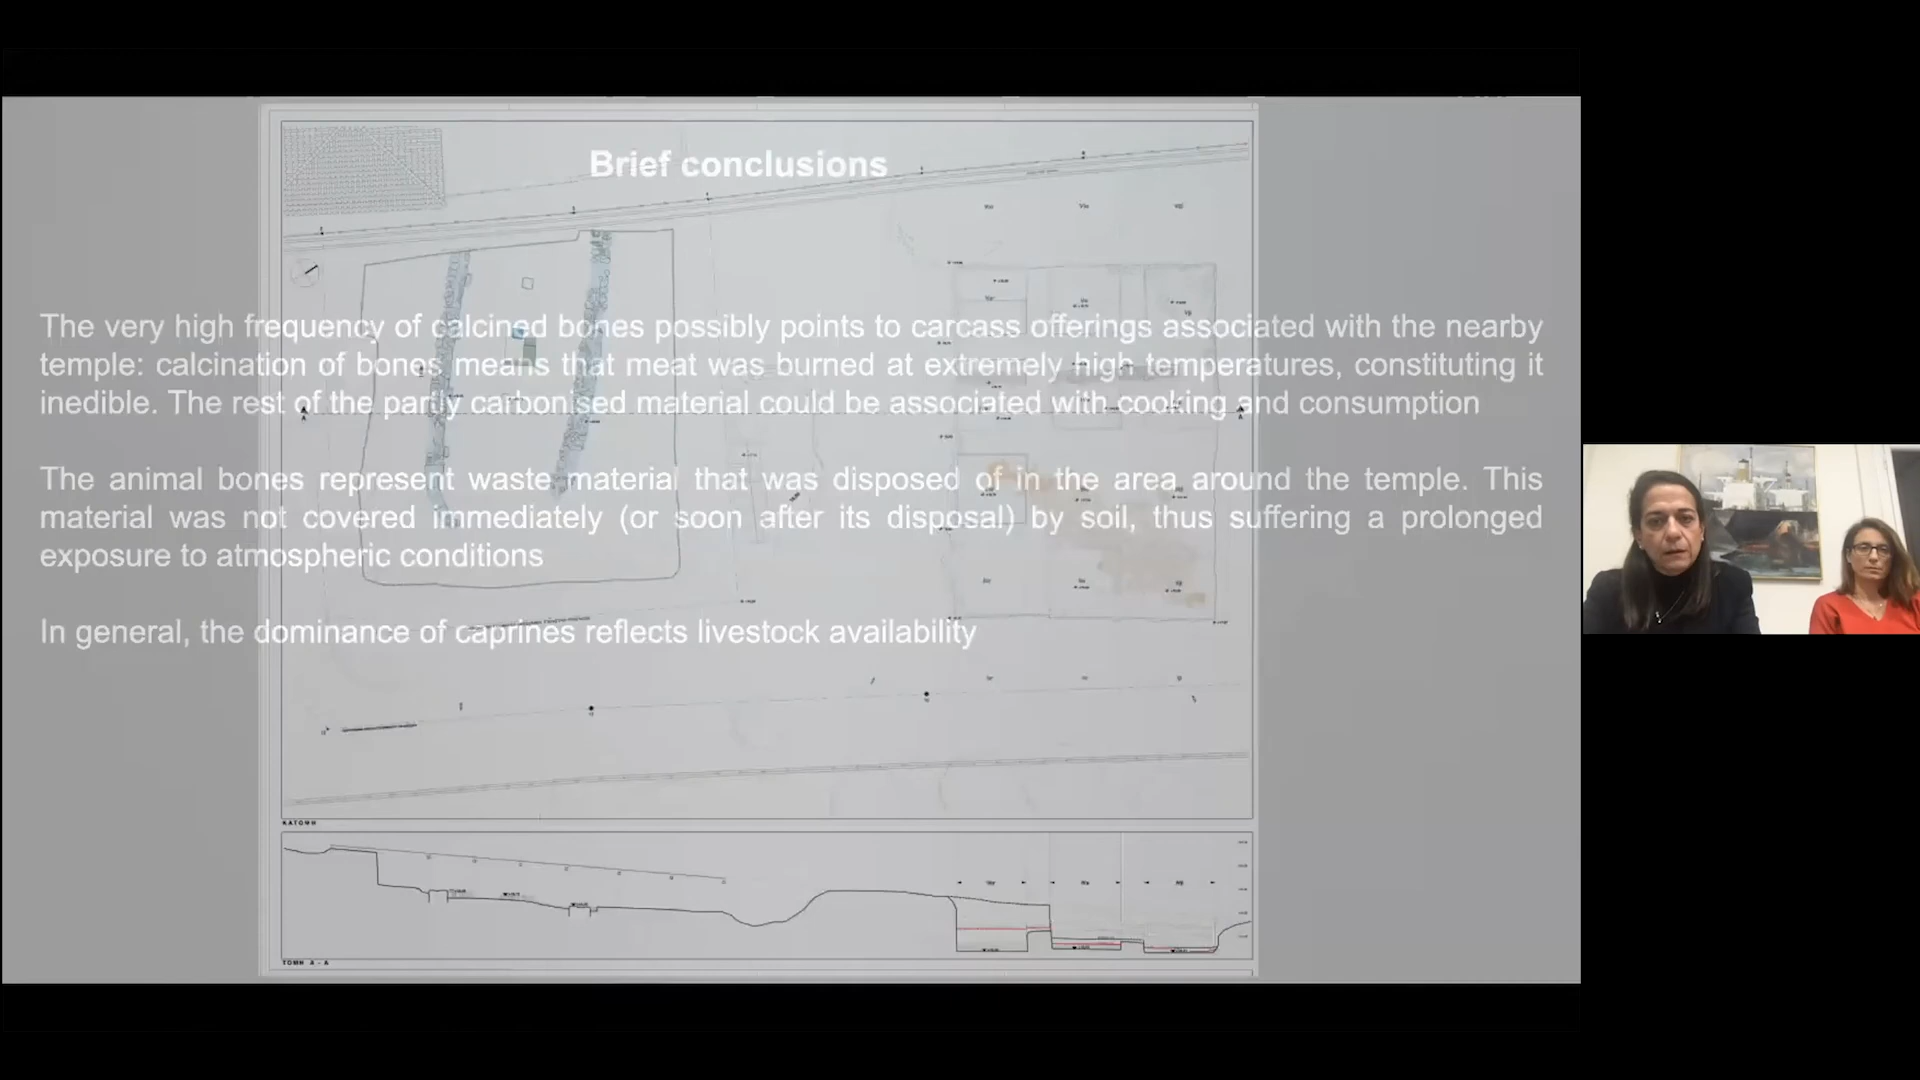 Brief conclusions
The very high frequency of calcined bones possibly points to carcass offerings associated with the nearby
temple: calcination of bones means that meat was burned at extremely high temperatures, constituting it
inedible. The rest of the partly carbonised material could be associated with cooking and consumption
The animal bones represent waste material that was disposed of in the area around the temple. This
material was not covered immediately (or soon after its disposal) by soil, thus suffering a prolonged
exposure to atmospheric conditions
In general, the dominance of caprines reflects livestock availability
ΚΑΤΟΨΗ
ΤΟΜΗ Α - Α